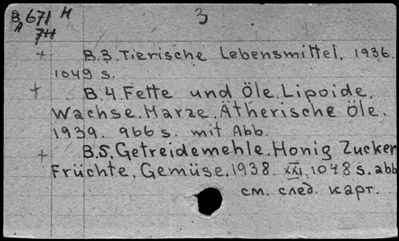 B 671 H 3
A 7H
+ B.3.Tierische Lebensmittel. 1936.
1049 s.
+ B.4.Fette und Öle.Lipoide.
Wachse.Harze.Ätherische Öle.
1939. 966 s. mit Abb.
+ B.5.Getreidemehle.Honig Zucker
Früchte, Gemüse.1938. XXI, 1048 s.abb
см. след. карт.